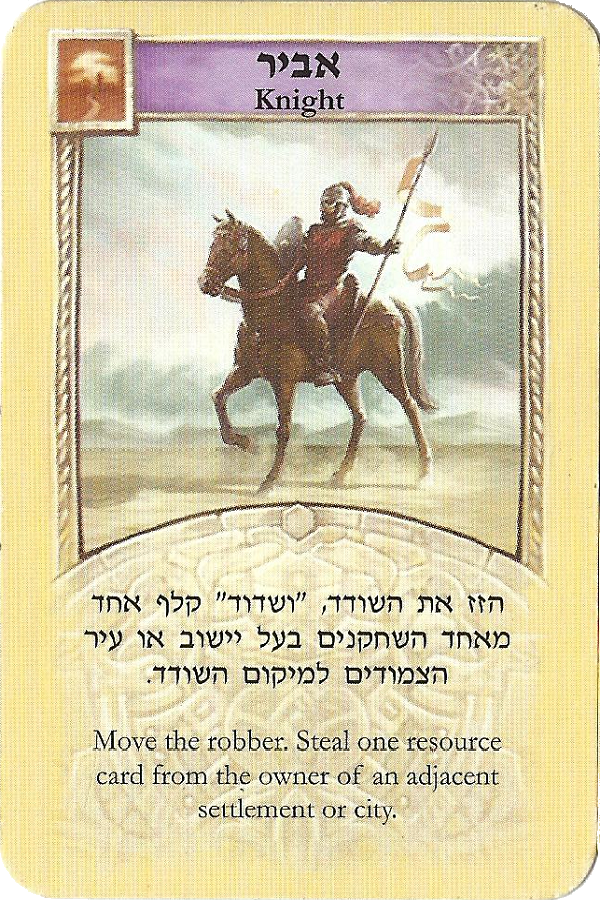 אביר
Knight
הזז את השודד, "ושדוד" קלף אחד
מאחד השחקנים בעל יישוב או עיר
הצמודים למיקום השודד.
Move the robber. Steal one resource
card from the owner of an adjacent
settlement or city.